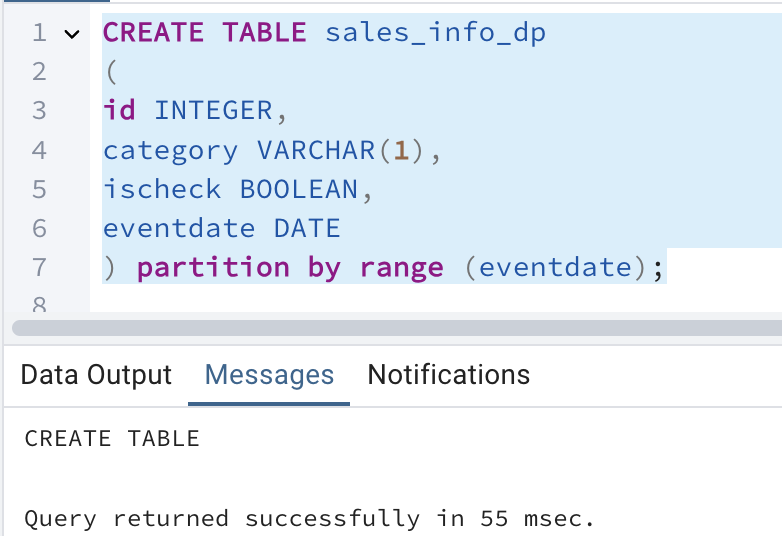 1 CREATE TABLE sales_info_dp
2 (
3 id INTEGER,
4 category VARCHAR(1),
5 ischeck BOOLEAN,
6 eventdate DATE
7 ) partition by range (eventdate);
8
Data Output Messages Notifications
CREATE TABLE
Query returned successfully in 55 msec.